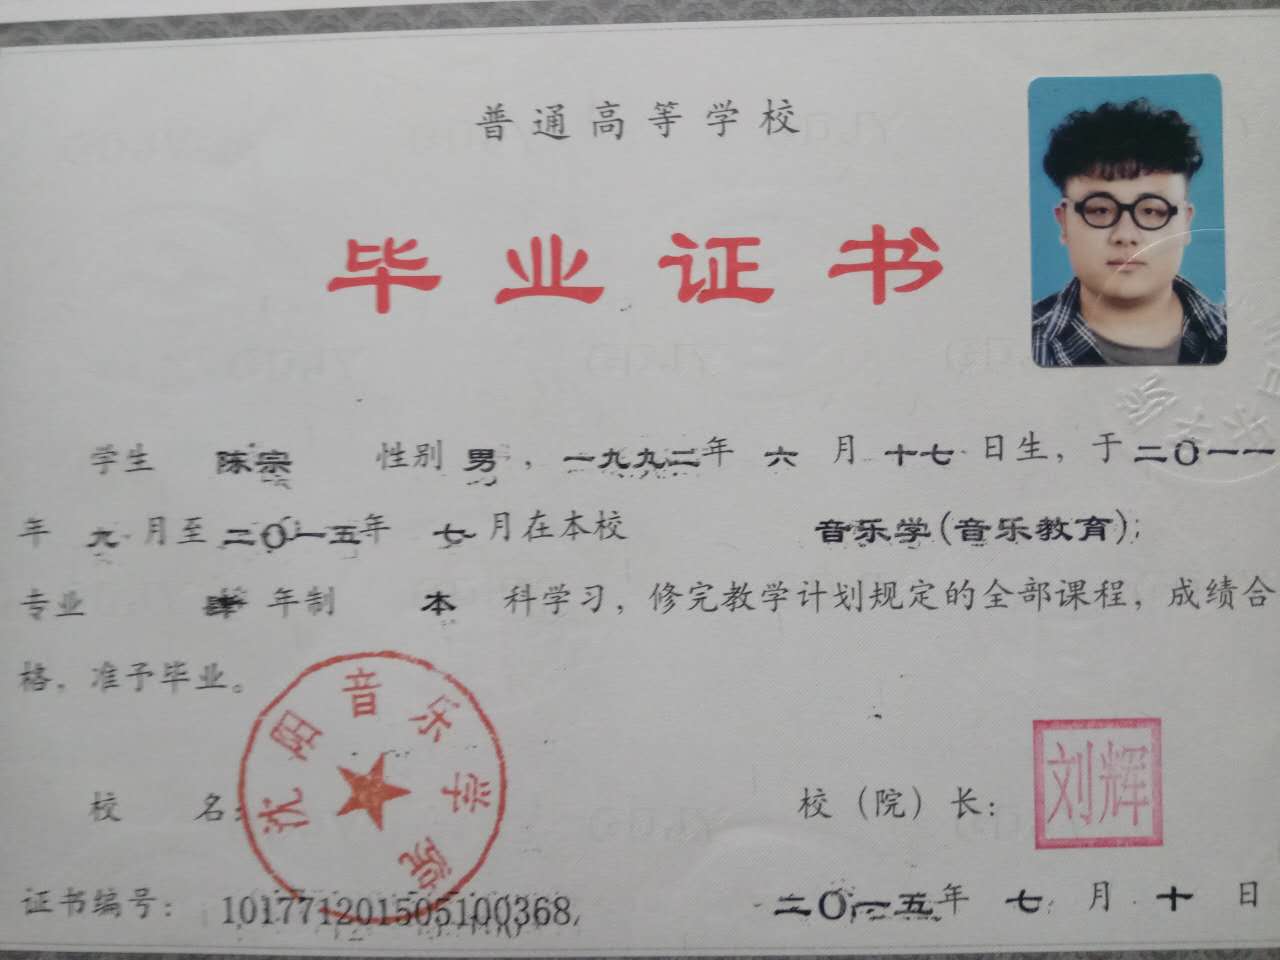 普通高等学校
毕业证书
学生 陈宗 性别 男，一九九二年 六 月 十七 日生，于二〇一一
年 九 月至二〇一五年 七 月在本校 音乐学(音乐教育)
专业 肆 年制 本 科学习，修完教学计划规定的全部课程，成绩合
格，准予毕业。
沈阳音乐学院
校 名： 校（院）长：刘辉
证书编号： 101771201505100368 二〇一五年 七 月 十 日